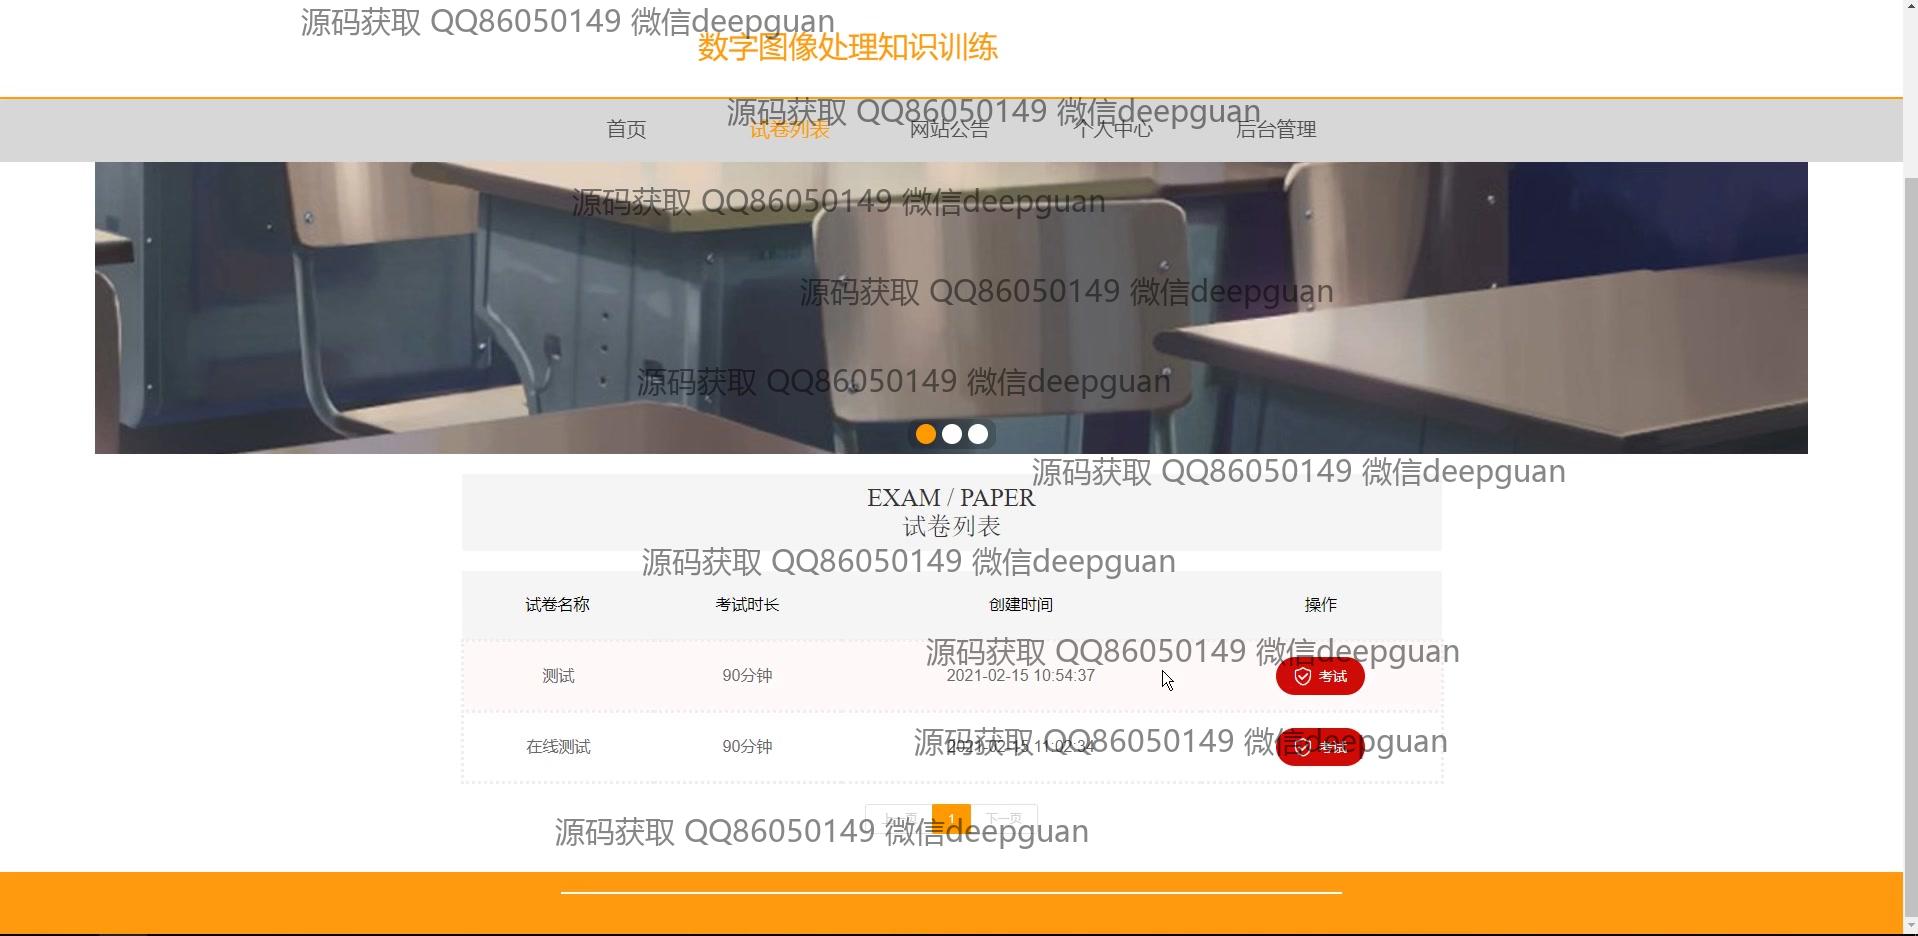 源码获取 QQ86050149 微信deepguan
数字图像处理知识训练
源码获取 QQ86050149 微信deepguan
首页 试卷列表 网站公告 个人中心 后台管理
源码获取 QQ86050149 微信deepguan
源码获取 QQ86050149 微信deepguan
源码获取 QQ86050149 微信deepguan
源码获取 QQ86050149 微信deepguan
EXAM / PAPER
试卷列表
源码获取 QQ86050149 微信deepguan
试卷名称 考试时长 创建时间 操作
源码获取 QQ86050149 微信deepguan
测试 90分钟 2021-02-15 10:54:37 考试
源码获取 QQ86050149 微信deepguan
在线测试 90分钟 2021-02-15 11:02:34 考试
上一页 1 下一页
源码获取 QQ86050149 微信deepguan